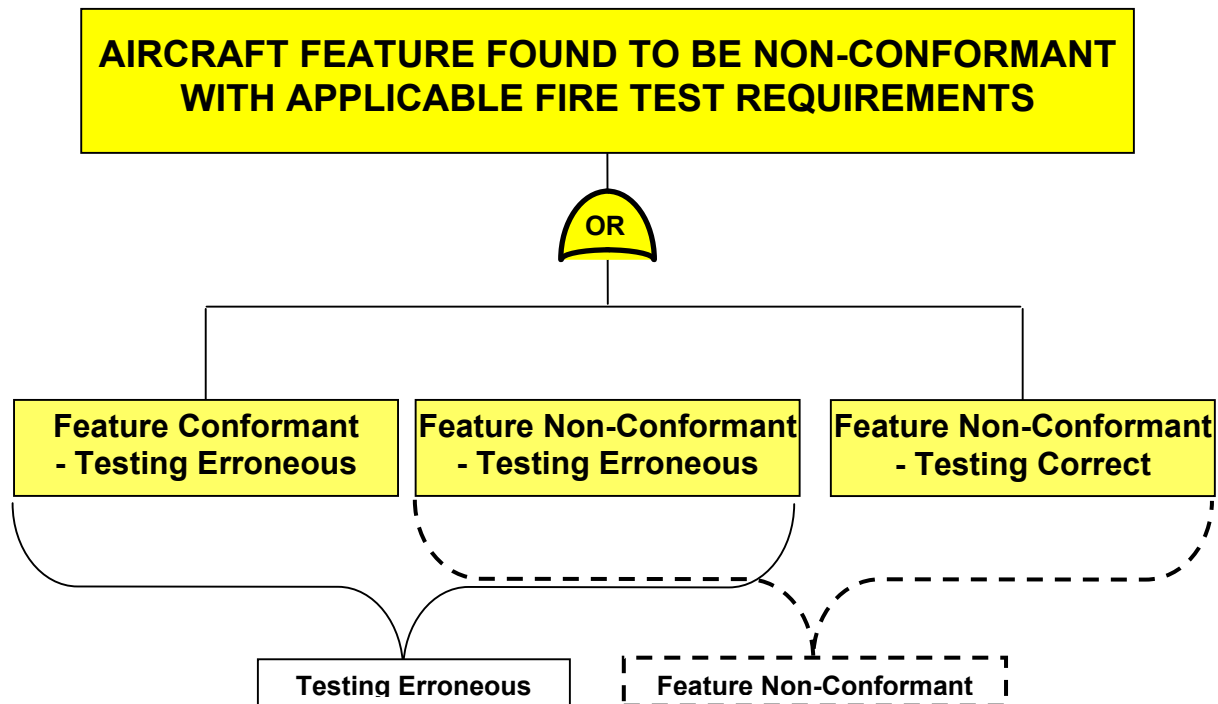 AIRCRAFT FEATURE FOUND TO BE NON-CONFORMANT
WITH APPLICABLE FIRE TEST REQUIREMENTS
OR
Feature Conformant
- Testing Erroneous
Feature Non-Conformant
- Testing Erroneous
Feature Non-Conformant
- Testing Correct
Testing Erroneous
Feature Non-Conformant